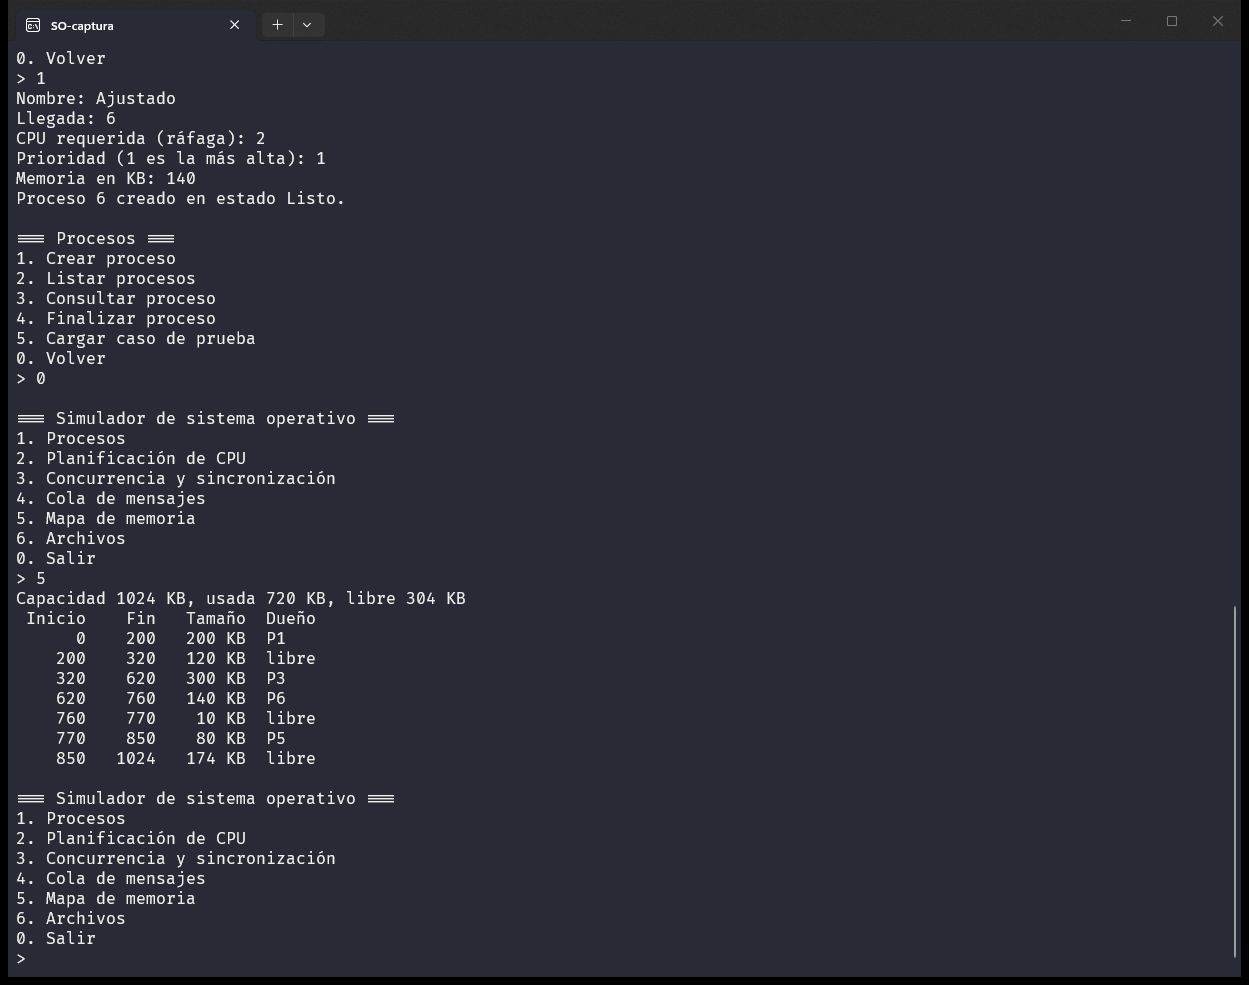 SO-captura
0. Volver
> 1
Nombre: Ajustado
Llegada: 6
CPU requerida (ráfaga): 2
Prioridad (1 es la más alta): 1
Memoria en KB: 140
Proceso 6 creado en estado Listo.
=== Procesos ===
1. Crear proceso
2. Listar procesos
3. Consultar proceso
4. Finalizar proceso
5. Cargar caso de prueba
0. Volver
> 0
=== Simulador de sistema operativo ===
1. Procesos
2. Planificación de CPU
3. Concurrencia y sincronización
4. Cola de mensajes
5. Mapa de memoria
6. Archivos
0. Salir
> 5
Capacidad 1024 KB, usada 720 KB, libre 304 KB
Inicio Fin Tamaño Dueño
0 200 200 KB P1
200 320 120 KB libre
320 620 300 KB P3
620 760 140 KB P6
760 770 10 KB libre
770 850 80 KB P5
850 1024 174 KB libre
=== Simulador de sistema operativo ===
1. Procesos
2. Planificación de CPU
3. Concurrencia y sincronización
4. Cola de mensajes
5. Mapa de memoria
6. Archivos
0. Salir
>